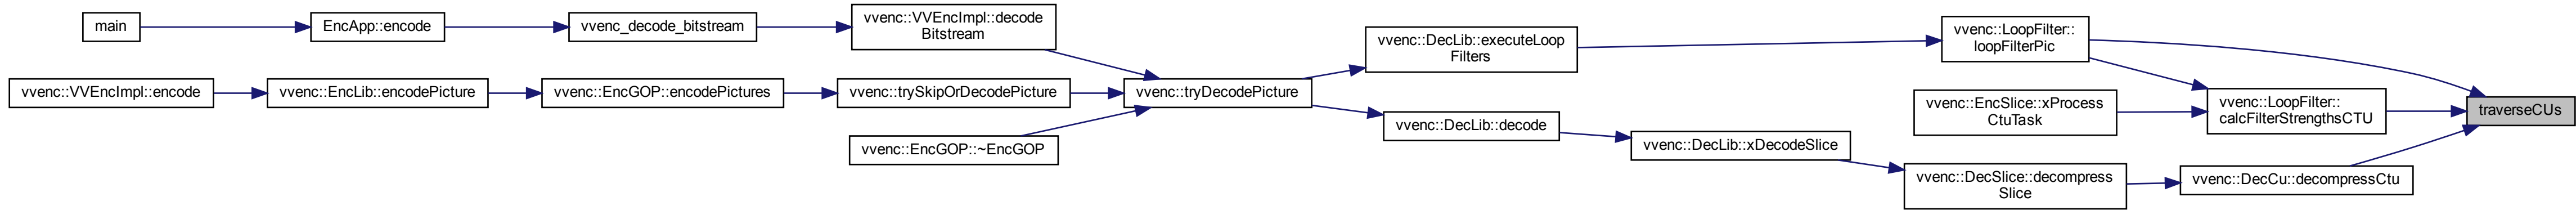 main
EncApp::encode
vvenc_decode_bitstream
vvenc::VVEncImpl::decode
Bitstream
vvenc::VVEncImpl::encode
vvenc::EncLib::encodePicture
vvenc::EncGOP::encodePictures
vvenc::trySkipOrDecodePicture
vvenc::EncGOP::~EncGOP
vvenc::tryDecodePicture
vvenc::DecLib::executeLoop
Filters
vvenc::DecLib::decode
vvenc::DecLib::xDecodeSlice
vvenc::LoopFilter::
loopFilterPic
vvenc::EncSlice::xProcess
CtuTask
vvenc::DecSlice::decompress
Slice
vvenc::LoopFilter::
calcFilterStrengthsCTU
vvenc::DecCu::decompressCtu
traverseCUs